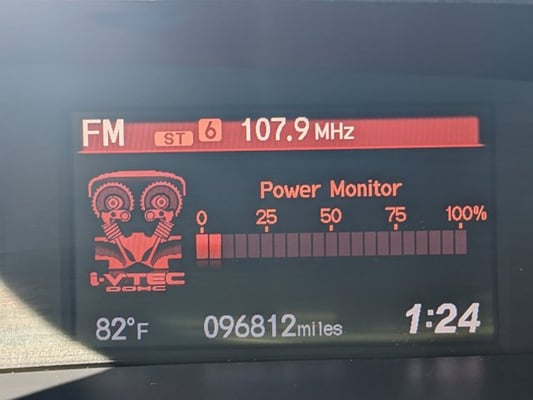 FM ST 6 107.9 MHz
Power Monitor
0 25 50 75 100%
i-VTEC
DOHC
82°F 096812miles 1:24